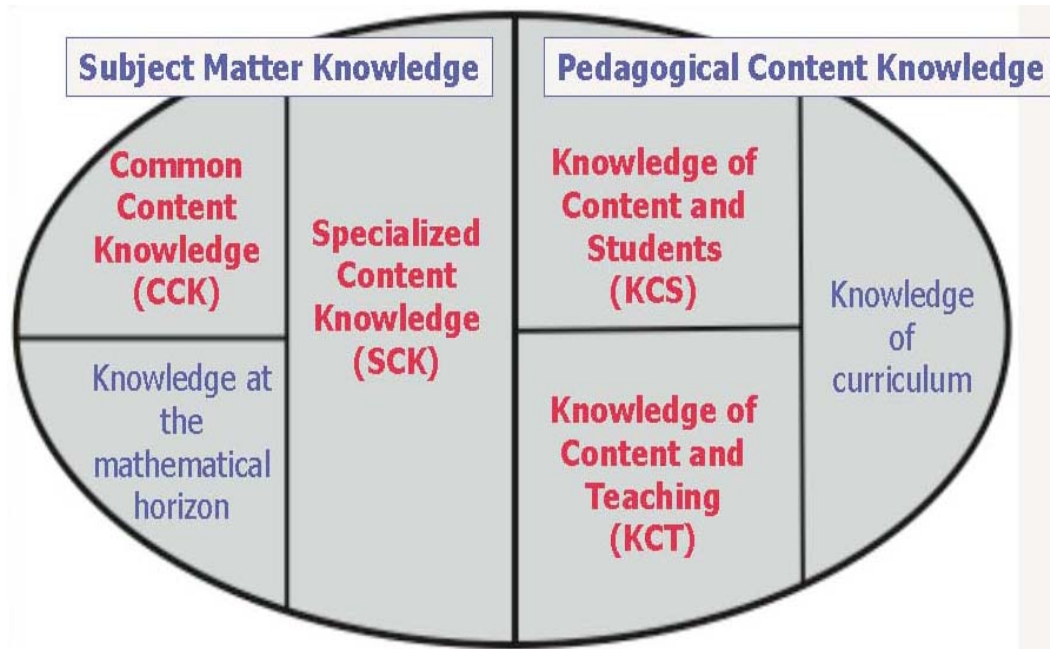 Subject Matter Knowledge
Pedagogical Content Knowledge
Common
Content
Knowledge
(CCK)
Knowledge at
the
mathematical
horizon
Specialized
Content
Knowledge
(SCK)
Knowledge of
Content and
Students
(KCS)
Knowledge of
Content and
Teaching
(KCT)
Knowledge
of
curriculum